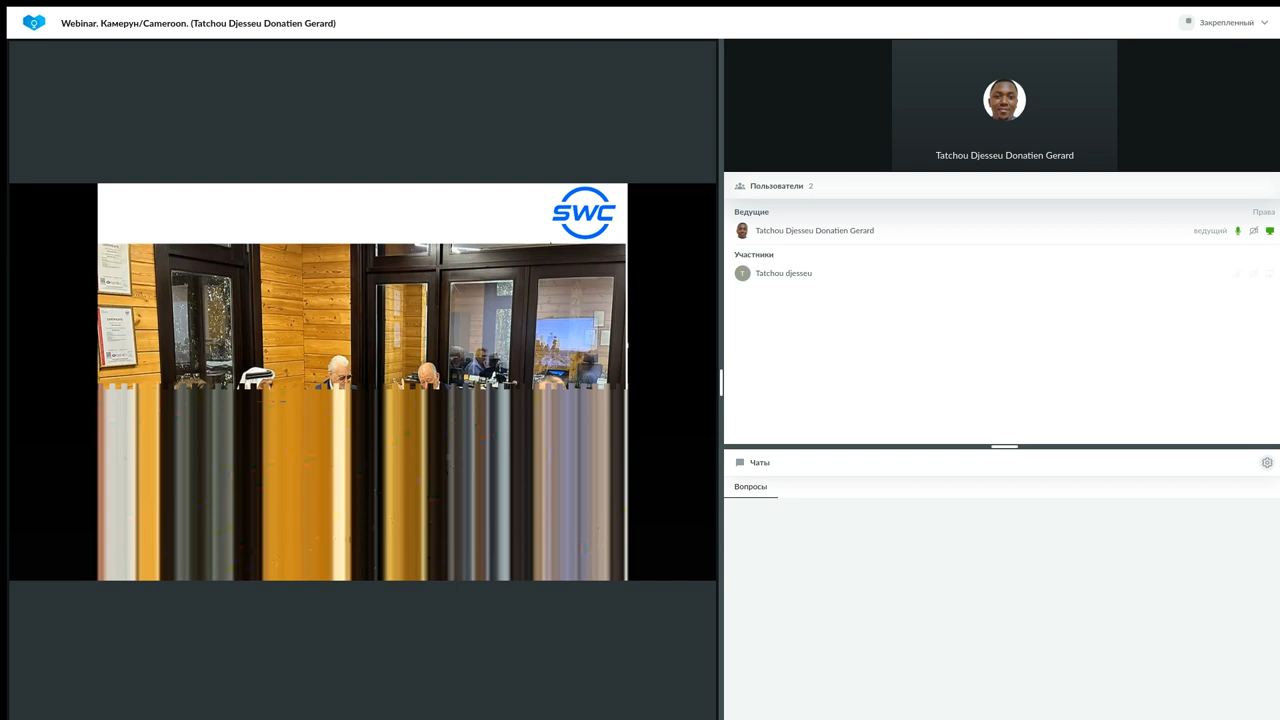 Webinar. Камерун/Cameroon. (Tatchou Djesseu Donatien Gerard)
Закрепленный
SWC
Tatchou Djesseu Donatien Gerard
Пользователи 2
Ведущие
Права
Tatchou Djesseu Donatien Gerard
ведущий
Участники
T
Tatchou djesseu
Чаты
Вопросы